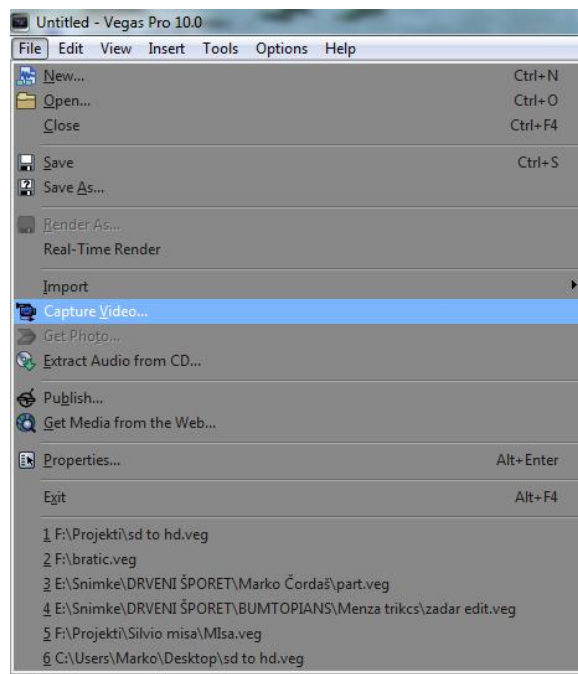 Untitled - Vegas Pro 10.0
File Edit View Insert Tools Options Help
New... Ctrl+N
Open... Ctrl+O
Close Ctrl+F4
Save Ctrl+S
Save As...
Render As...
Real-Time Render
Import
Capture Video...
Get Photo...
Extract Audio from CD...
Publish...
Get Media from the Web...
Properties... Alt+Enter
Exit Alt+F4
1 F:\Projekti\sd to hd.veg
2 F:\bratic.veg
3 E:\Snimke\DRVENI ŠPORET\Marko Čordaš\part.veg
4 E:\Snimke\DRVENI ŠPORET\BUMTOPIANS\Menza trikcs\zadar edit.veg
5 F:\Projekti\Silvio misa\MIsa.veg
6 C:\Users\Marko\Desktop\sd to hd.veg